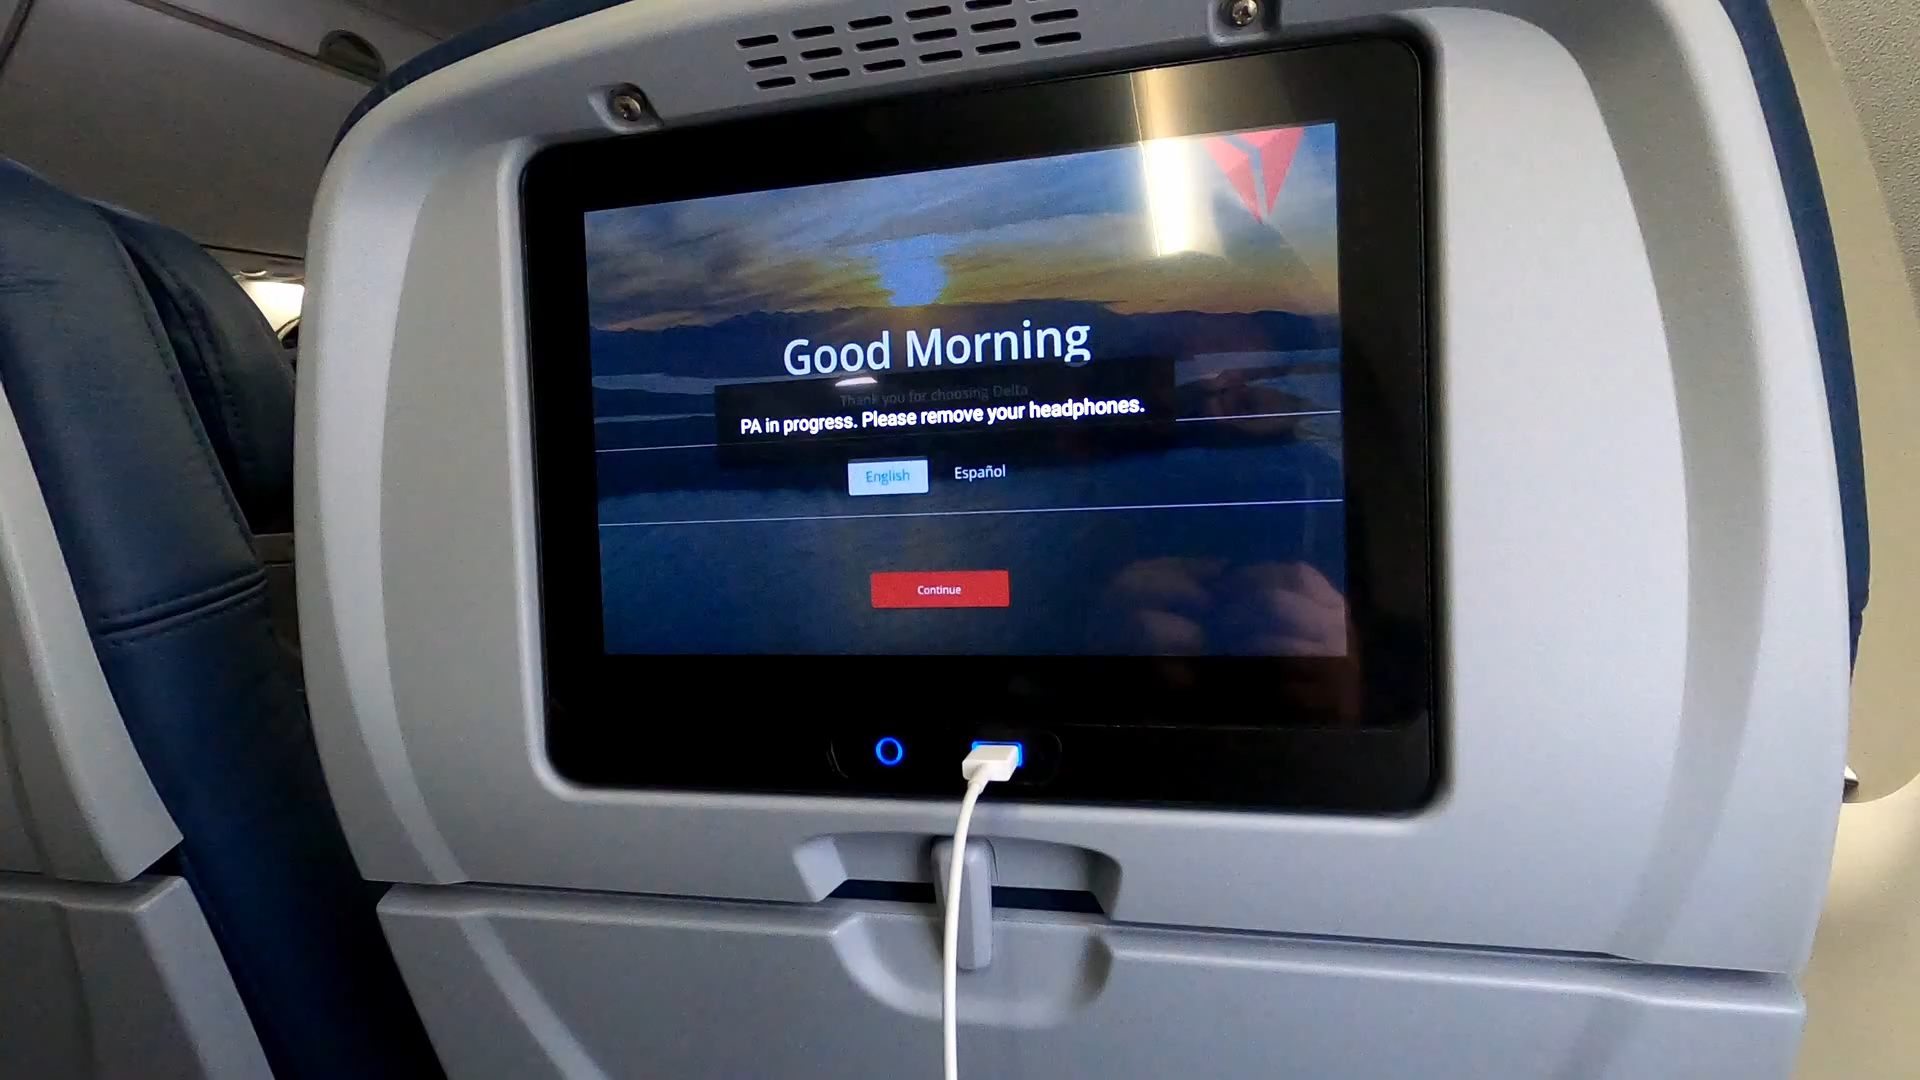 Good Morning
Thank you for choosing Delta
PA in progress. Please remove your headphones.
English Español
Continue